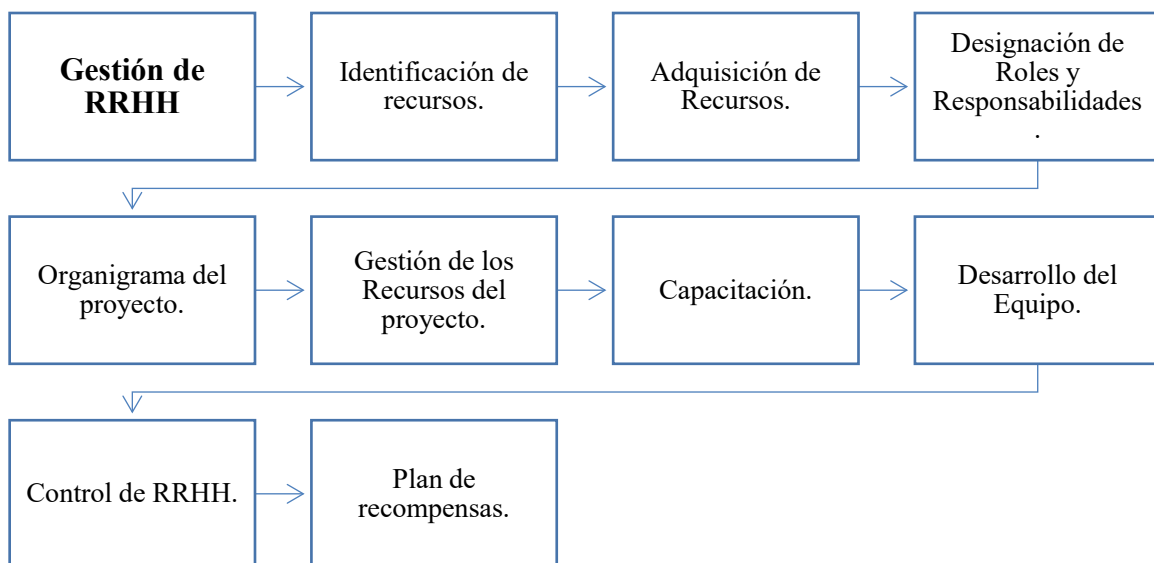 Gestión de
RRHH
Identificación de
recursos.
Adquisición de
Recursos.
Designación de
Roles y
Responsabilidades
.
Organigrama del
proyecto.
Gestión de los
Recursos del
proyecto.
Capacitación.
Desarrollo del
Equipo.
Control de RRHH.
Plan de
recompensas.